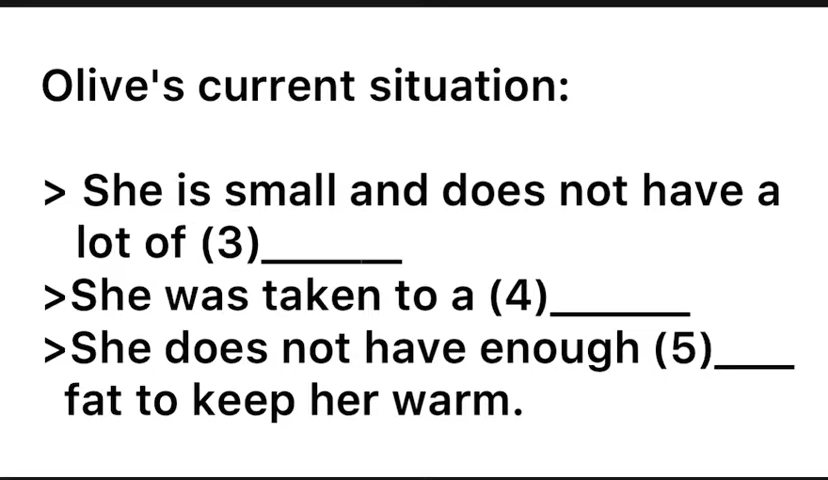 Olive's current situation:
> She is small and does not have a
lot of (3)______
>She was taken to a (4)______
>She does not have enough (5)____
fat to keep her warm.